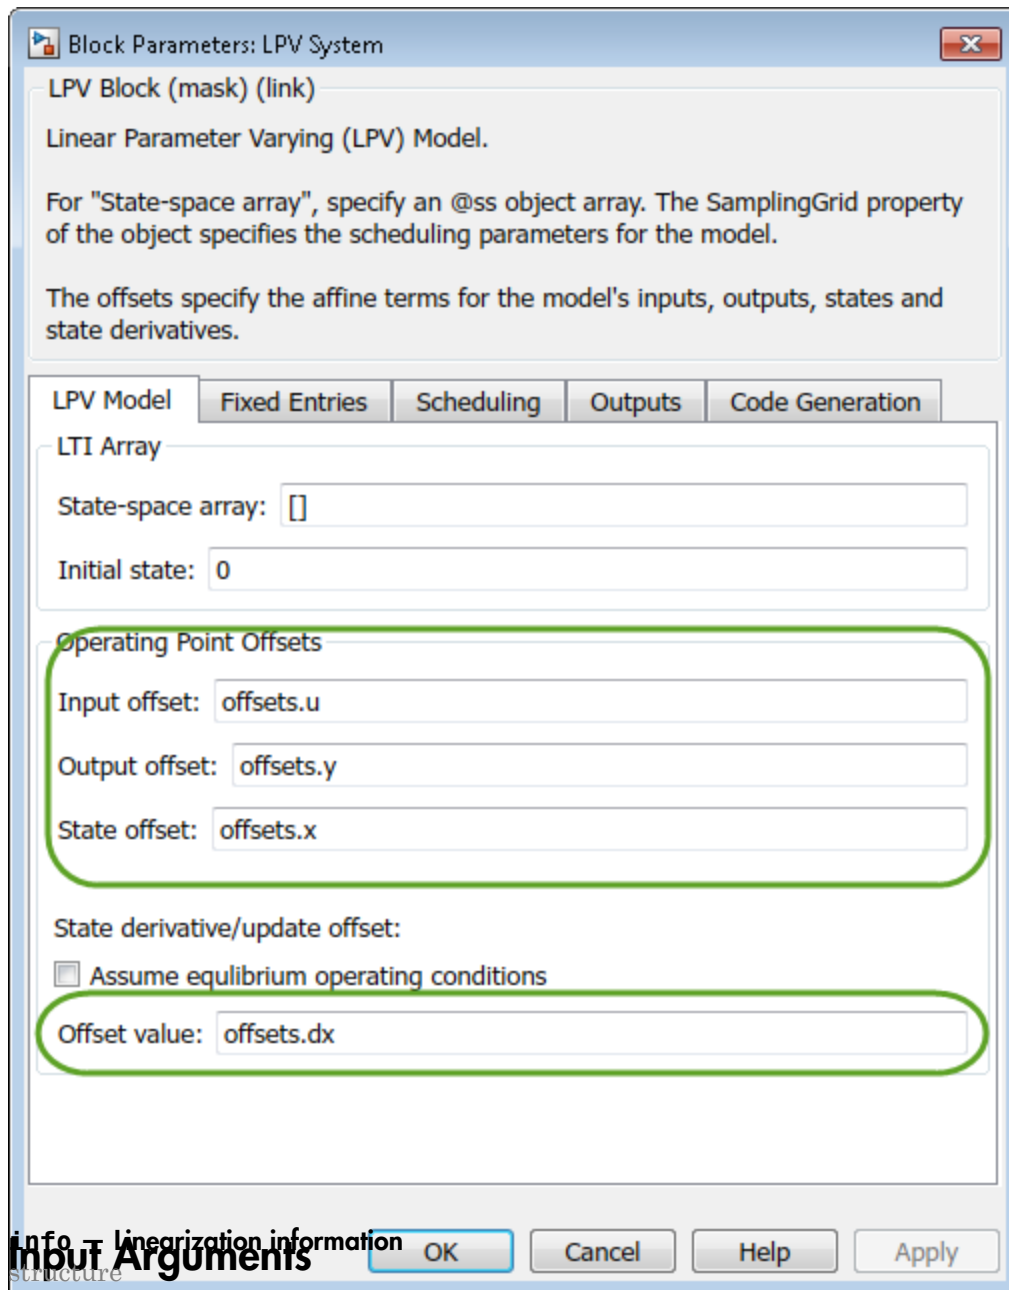 Block Parameters: LPV System
LPV Block (mask) (link)
Linear Parameter Varying (LPV) Model.
For "State-space array", specify an @ss object array. The SamplingGrid property
of the object specifies the scheduling parameters for the model.
The offsets specify the affine terms for the model's inputs, outputs, states and
state derivatives.
LPV Model Fixed Entries Scheduling Outputs Code Generation
LTI Array
State-space array: []
Initial state: 0
Operating Point Offsets
Input offset: offsets.u
Output offset: offsets.y
State offset: offsets.x
State derivative/update offset:
Assume equlibrium operating conditions
Offset value: offsets.dx
info — Linearization information
Input Arguments
structure
OK Cancel Help Apply